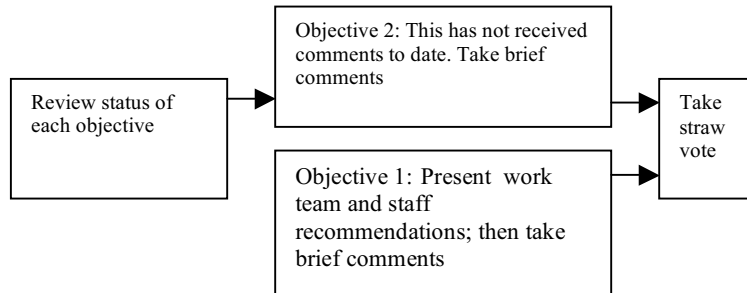 Review status of
each objective
Objective 2: This has not received
comments to date. Take brief
comments
Objective 1: Present work
team and staff
recommendations; then take
brief comments
Take
straw
vote